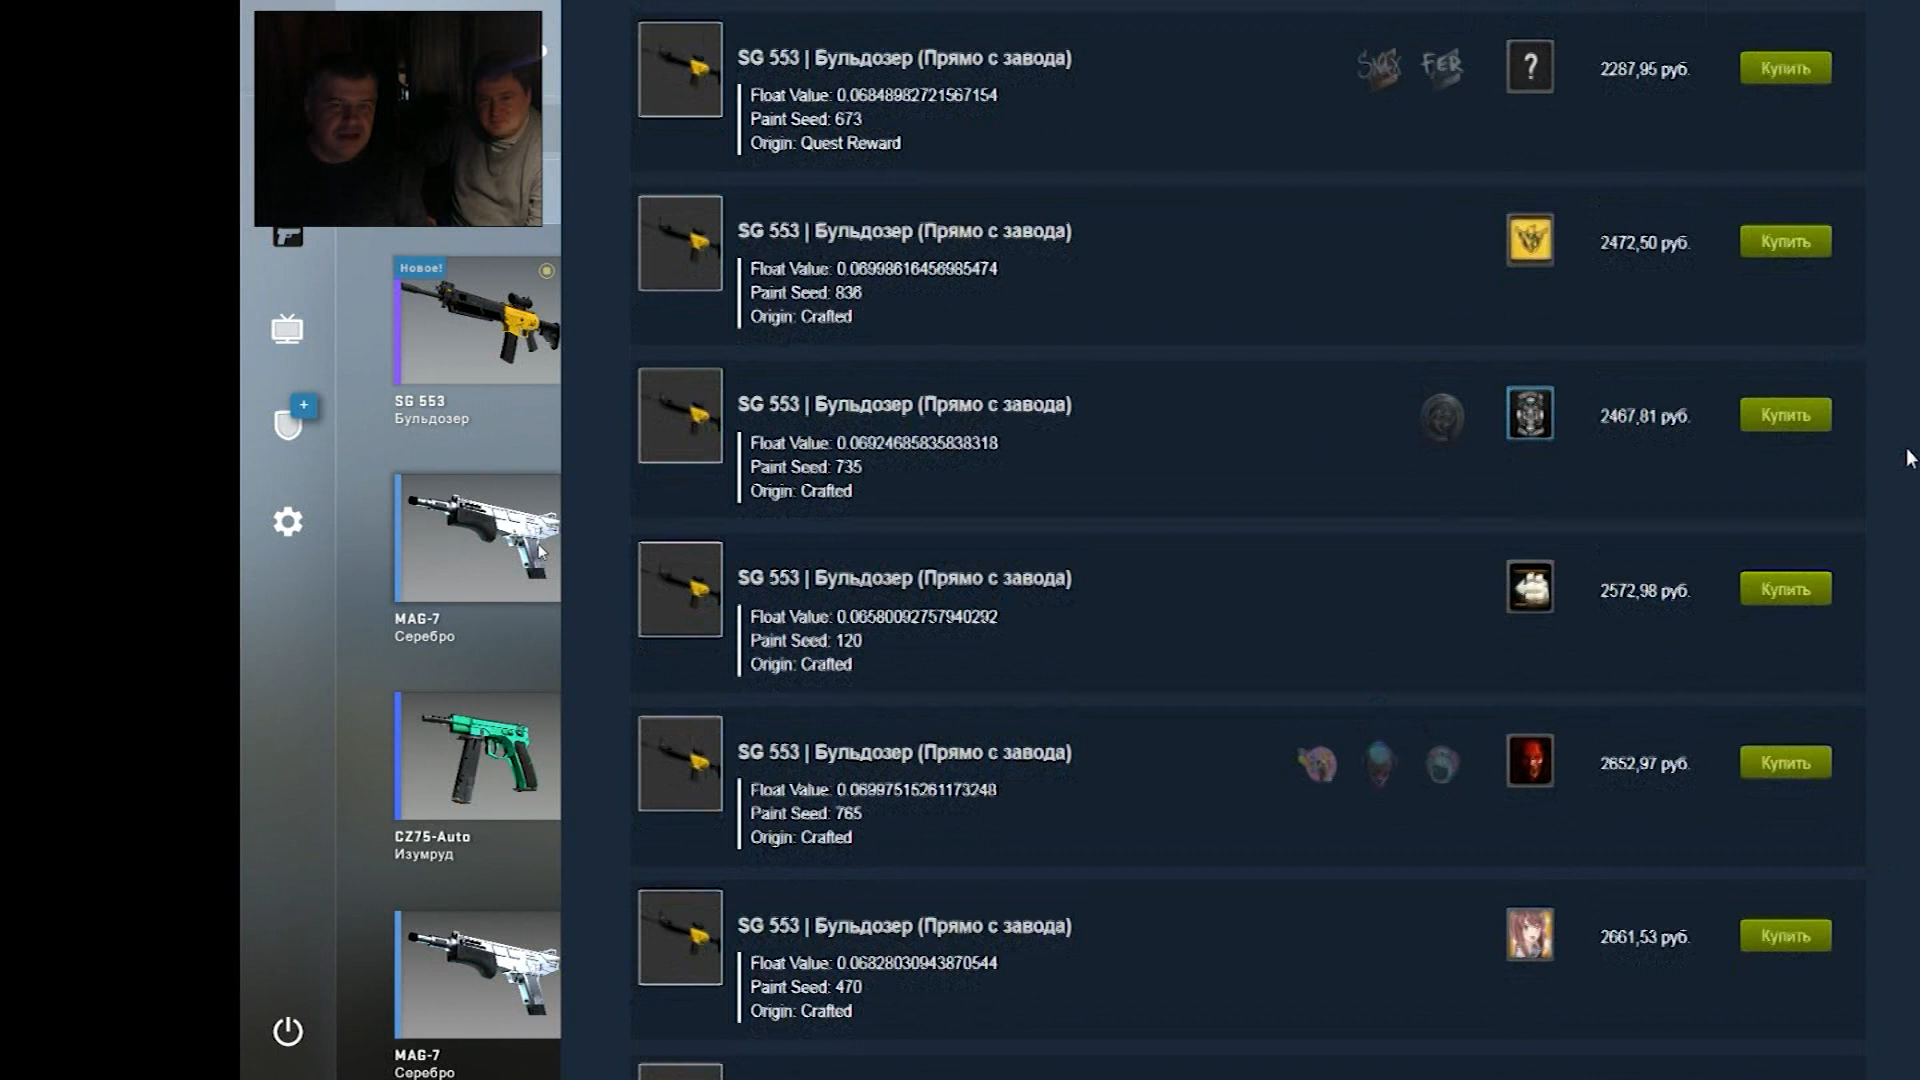 Новое!
SG 553
Бульдозер
MAG-7
Серебро
CZ75-Auto
Изумруд
MAG-7
Серебро
SG 553 | Бульдозер (Прямо с завода)
Float Value: 0.06848982721567154
Paint Seed: 673
Origin: Quest Reward
SNAX FER
?
2287,95 руб.
Купить
SG 553 | Бульдозер (Прямо с завода)
Float Value: 0.06998616456985474
Paint Seed: 836
Origin: Crafted
2472,50 руб.
Купить
SG 553 | Бульдозер (Прямо с завода)
Float Value: 0.06924685835838318
Paint Seed: 735
Origin: Crafted
2467,81 руб.
Купить
SG 553 | Бульдозер (Прямо с завода)
Float Value: 0.06580092757940292
Paint Seed: 120
Origin: Crafted
2572,98 руб.
Купить
SG 553 | Бульдозер (Прямо с завода)
Float Value: 0.06997515261173248
Paint Seed: 765
Origin: Crafted
2652,97 руб.
Купить
SG 553 | Бульдозер (Прямо с завода)
Float Value: 0.06828030943870544
Paint Seed: 470
Origin: Crafted
2661,53 руб.
Купить